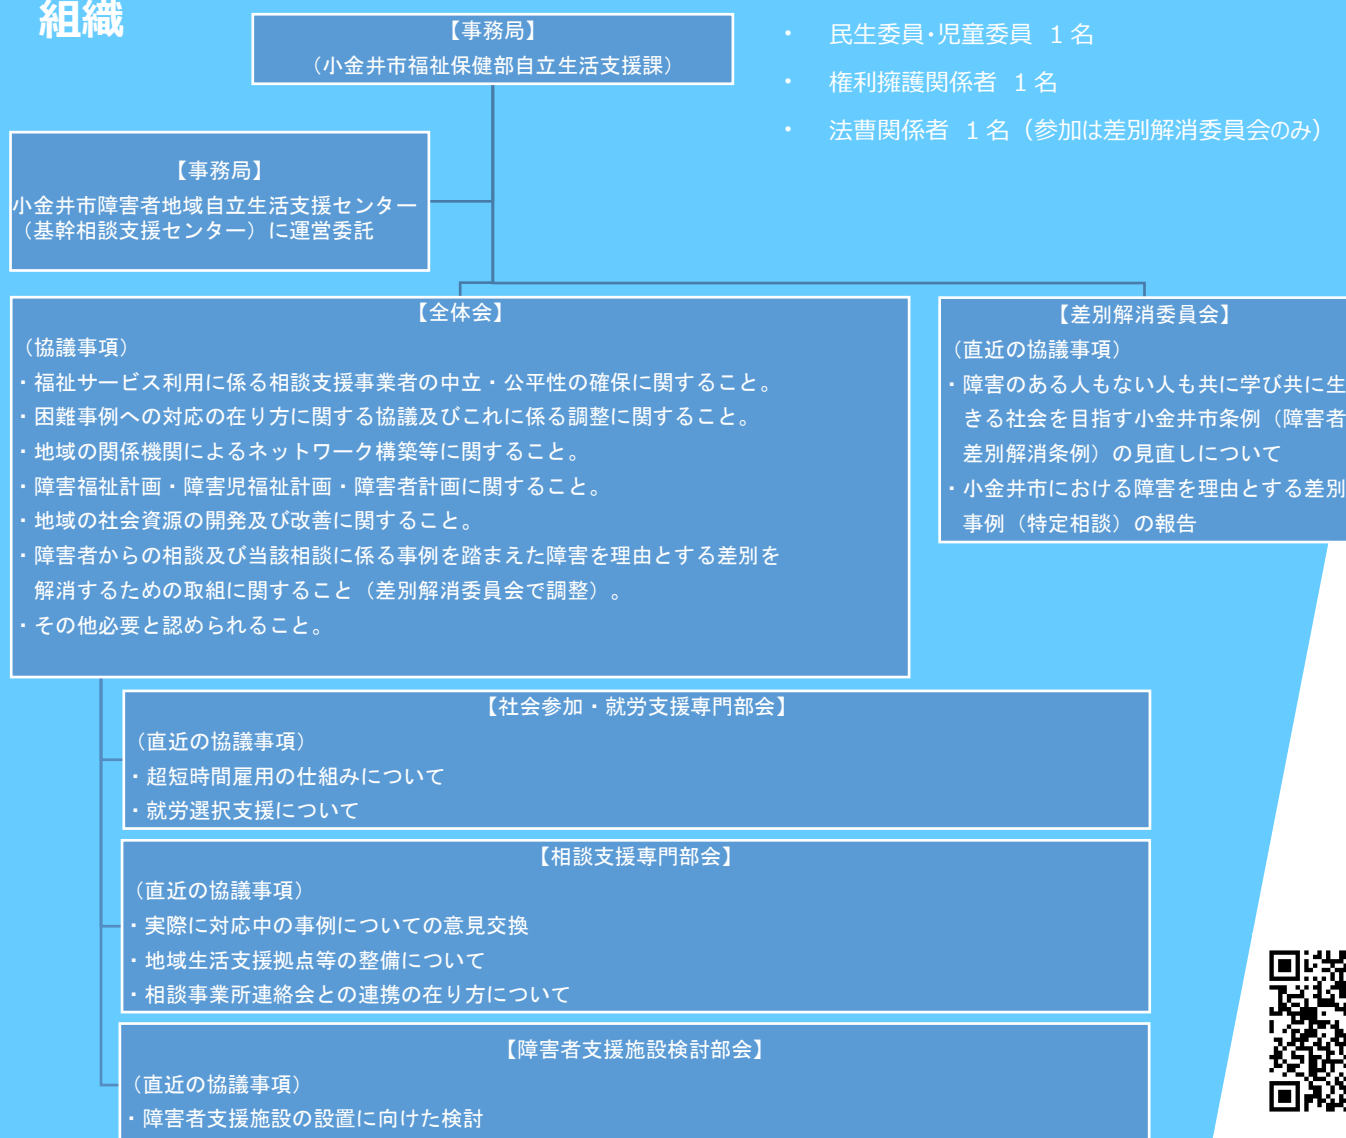 組織
【事務局】
（小金井市福祉保健部自立生活支援課）
・ 民生委員･児童委員 1 名
・ 権利擁護関係者 1 名
・ 法曹関係者 1 名（参加は差別解消委員会のみ）
【事務局】
小金井市障害者地域自立生活支援センター
（基幹相談支援センター）に運営委託
【全体会】
（協議事項）
・福祉サービス利用に係る相談支援事業者の中立・公平性の確保に関すること。
・困難事例への対応の在り方に関する協議及びこれに係る調整に関すること。
・地域の関係機関によるネットワーク構築等に関すること。
・障害福祉計画・障害児福祉計画・障害者計画に関すること。
・地域の社会資源の開発及び改善に関すること。
・障害者からの相談及び当該相談に係る事例を踏まえた障害を理由とする差別を
解消するための取組に関すること（差別解消委員会で調整）。
・その他必要と認められること。
【差別解消委員会】
（直近の協議事項）
・障害のある人もない人も共に学び共に生
きる社会を目指す小金井市条例（障害者
差別解消条例）の見直しについて
・小金井市における障害を理由とする差別
事例（特定相談）の報告
【社会参加・就労支援専門部会】
（直近の協議事項）
・超短時間雇用の仕組みについて
・就労選択支援について
【相談支援専門部会】
（直近の協議事項）
・実際に対応中の事例についての意見交換
・地域生活支援拠点等の整備について
・相談事業所連絡会との連携の在り方について
【障害者支援施設検討部会】
（直近の協議事項）
・障害者支援施設の設置に向けた検討